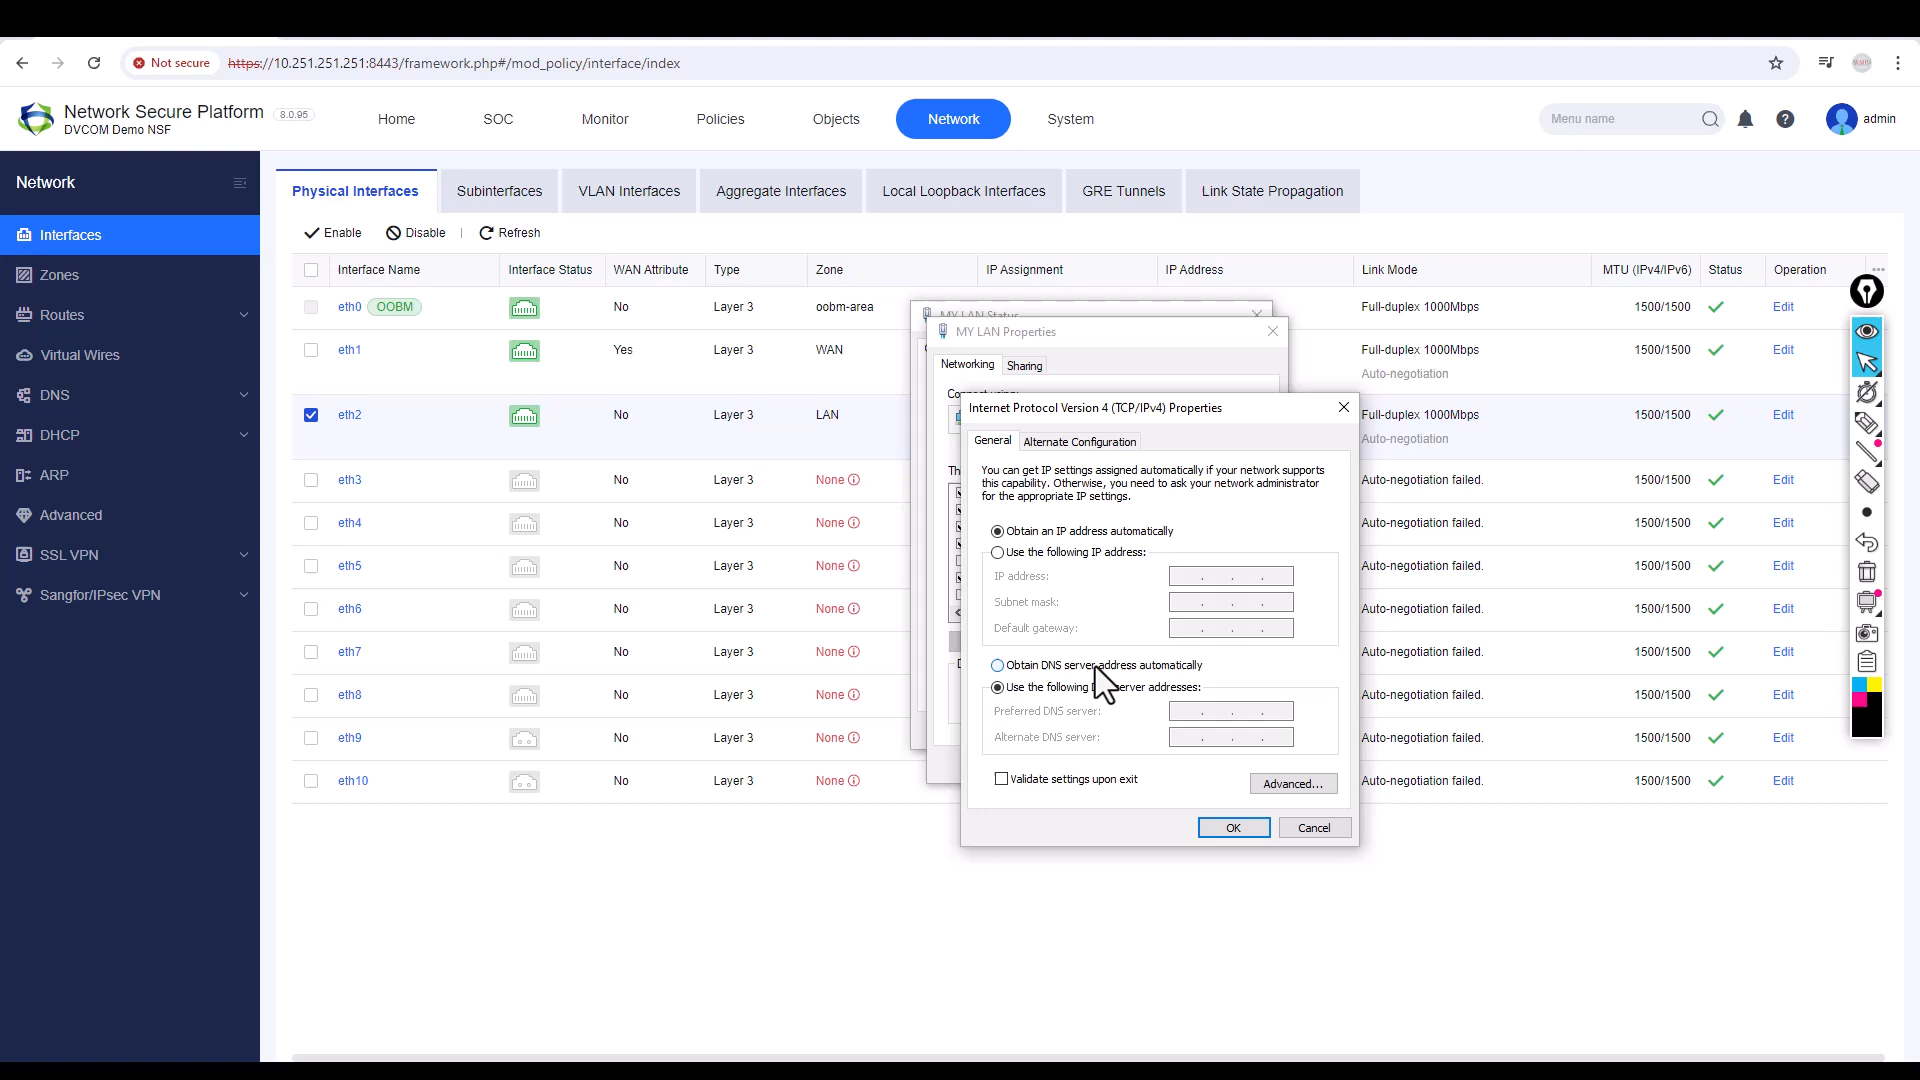 Not secure
https://10.251.251.251:8443/framework.php#/mod_policy/interface/index
Network Secure Platform 8.0.95
DVCOM Demo NSF
Home SOC Monitor Policies Objects Network System
Menu name
admin
Network
Interfaces
Zones
Routes
Virtual Wires
DNS
DHCP
ARP
Advanced
SSL VPN
Sangfor/IPsec VPN
Physical Interfaces Subinterfaces VLAN Interfaces Aggregate Interfaces Local Loopback Interfaces GRE Tunnels Link State Propagation
Enable Disable Refresh
Interface Name Interface Status WAN Attribute Type Zone IP Assignment IP Address Link Mode MTU (IPv4/IPv6) Status Operation
eth0 OOBM No Layer 3 oobm-area Full-duplex 1000Mbps 1500/1500 Edit
eth1 Yes Layer 3 WAN Full-duplex 1000Mbps 1500/1500 Edit
Auto-negotiation
eth2 No Layer 3 LAN Full-duplex 1000Mbps 1500/1500 Edit
Auto-negotiation
eth3 No Layer 3 None Auto-negotiation failed. 1500/1500 Edit
eth4 No Layer 3 None Auto-negotiation failed. 1500/1500 Edit
eth5 No Layer 3 None Auto-negotiation failed. 1500/1500 Edit
eth6 No Layer 3 None Auto-negotiation failed. 1500/1500 Edit
eth7 No Layer 3 None Auto-negotiation failed. 1500/1500 Edit
eth8 No Layer 3 None Auto-negotiation failed. 1500/1500 Edit
eth9 No Layer 3 None Auto-negotiation failed. 1500/1500 Edit
eth10 No Layer 3 None Auto-negotiation failed. 1500/1500 Edit
MY LAN Status
MY LAN Properties
Networking Sharing
Internet Protocol Version 4 (TCP/IPv4) Properties
General Alternate Configuration
You can get IP settings assigned automatically if your network supports
this capability. Otherwise, you need to ask your network administrator
for the appropriate IP settings.
Obtain an IP address automatically
Use the following IP address:
IP address:
Subnet mask:
Default gateway:
Obtain DNS server address automatically
Use the following server addresses:
Preferred DNS server:
Alternate DNS server:
Validate settings upon exit
Advanced...
OK Cancel